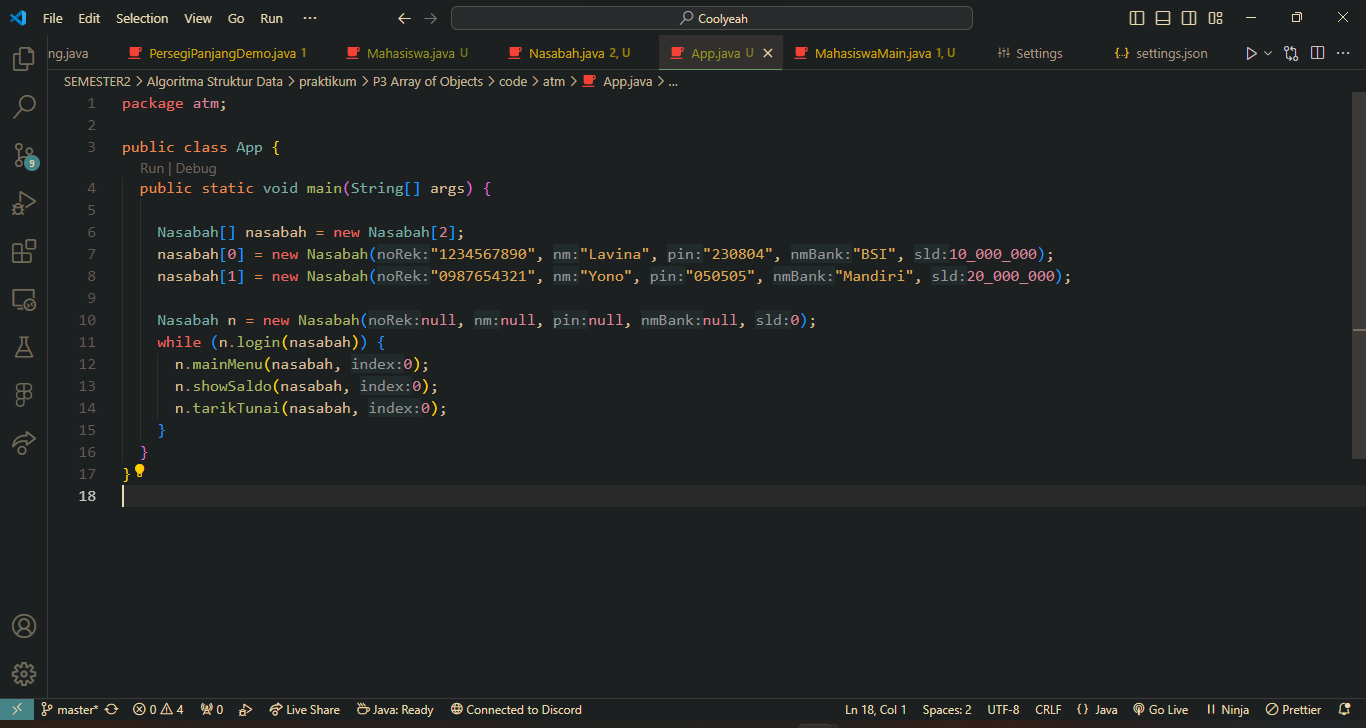 File Edit Selection View Go Run ··· ← → Coolyeah
ng.java PersegiPanjangDemo.java 1 Mahasiswa.java U Nasabah.java 2, U App.java U × MahasiswaMain.java 1, U Settings {..} settings.json ···
SEMESTER2 > Algoritma Struktur Data > praktikum > P3 Array of Objects > code > atm > App.java > ...
1 package atm;
2
3 public class App {
Run | Debug
4 public static void main(String[] args) {
5
6 Nasabah[] nasabah = new Nasabah[2];
7 nasabah[0] = new Nasabah(noRek:"1234567890", nm:"Lavina", pin:"230804", nmBank:"BSI", sld:10_000_000);
8 nasabah[1] = new Nasabah(noRek:"0987654321", nm:"Yono", pin:"050505", nmBank:"Mandiri", sld:20_000_000);
9
10 Nasabah n = new Nasabah(noRek:null, nm:null, pin:null, nmBank:null, sld:0);
11 while (n.login(nasabah)) {
12 n.mainMenu(nasabah, index:0);
13 n.showSaldo(nasabah, index:0);
14 n.tarikTunai(nasabah, index:0);
15 }
16 }
17 }
18
9
master* 0 4 0 Live Share Java: Ready Connected to Discord Ln 18, Col 1 Spaces: 2 UTF-8 CRLF {} Java Go Live Ninja Prettier